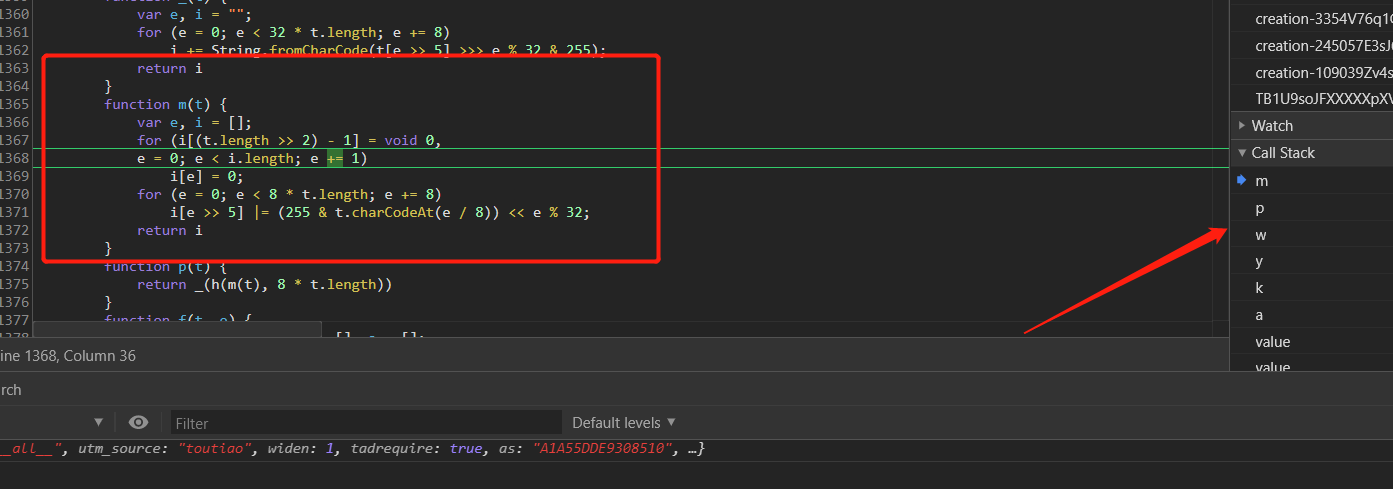 1360
var e, i = "";
1361
for (e = 0; e < 32 * t.length; e += 8)
1362
i += String.fromCharCode(t[e >> 5] >>> e % 32 & 255);
1363
return i
1364
}
1365
function m(t) {
1366
var e, i = [];
1367
for (i[(t.length >> 2) - 1] = void 0,
1368
e = 0; e < i.length; e += 1)
1369
i[e] = 0;
1370
for (e = 0; e < 8 * t.length; e += 8)
1371
i[e >> 5] |= (255 & t.charCodeAt(e / 8)) << e % 32;
1372
return i
1373
}
1374
function p(t) {
1375
return _(h(m(t), 8 * t.length))
1376
}
1377
ine 1368, Column 36
rch
Filter
Default levels ▼
__all__", utm_source: "toutiao", widen: 1, tadrequire: true, as: "A1A55DDE9308510", …}
creation-3354V76q1
creation-245057E3sJ
creation-109039Zv4s
TB1U9soJFXXXXXpX
Watch
Call Stack
m
p
w
y
k
a
value
value